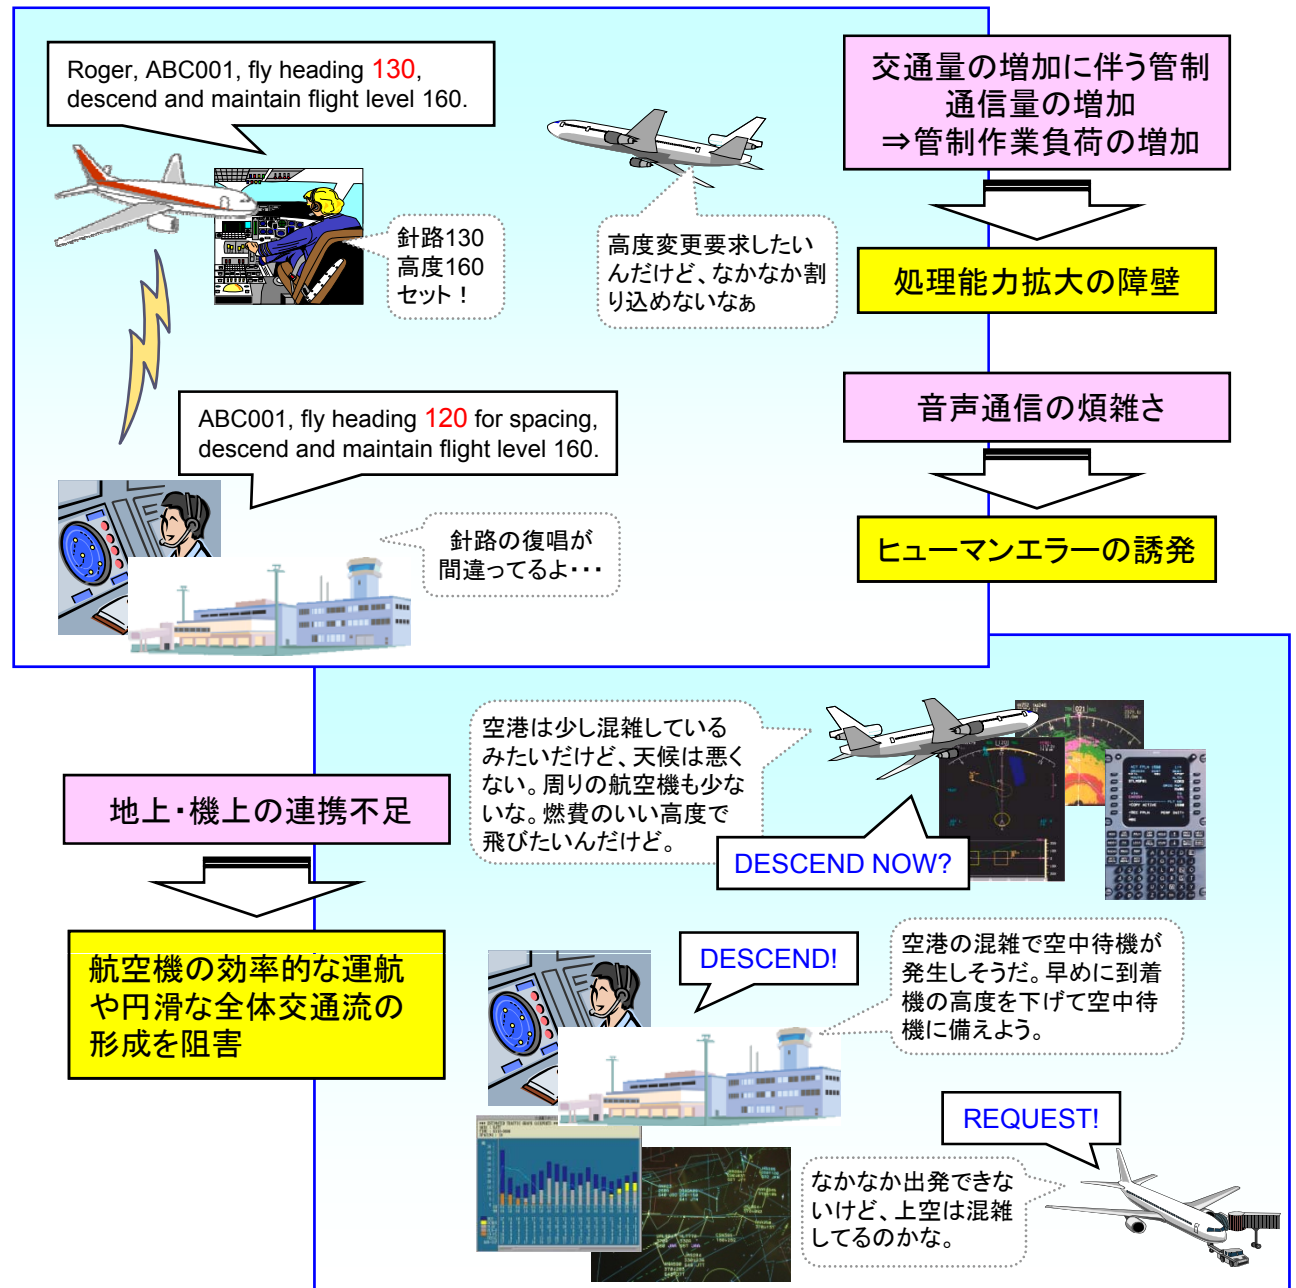 Roger, ABC001, fly heading 130,
descend and maintain flight level 160.
交通量の増加に伴う管制
通信量の増加
⇒管制作業負荷の増加
針路130
高度160
セット！
高度変更要求したい
んだけど、なかなか割
り込めないなぁ
処理能力拡大の障壁
音声通信の煩雑さ
ABC001, fly heading 120 for spacing,
descend and maintain flight level 160.
針路の復唱が
間違ってるよ・・・
ヒューマンエラーの誘発
空港は少し混雑している
みたいだけど、天候は悪く
ない。周りの航空機も少な
いな。燃費のいい高度で
飛びたいんだけど。
地上・機上の連携不足
DESCEND NOW?
航空機の効率的な運航
や円滑な全体交通流の
形成を阻害
DESCEND!
空港の混雑で空中待機が
発生しそうだ。早めに到着
機の高度を下げて空中待
機に備えよう。
REQUEST!
なかなか出発できな
いけど、上空は混雑
してるのかな。